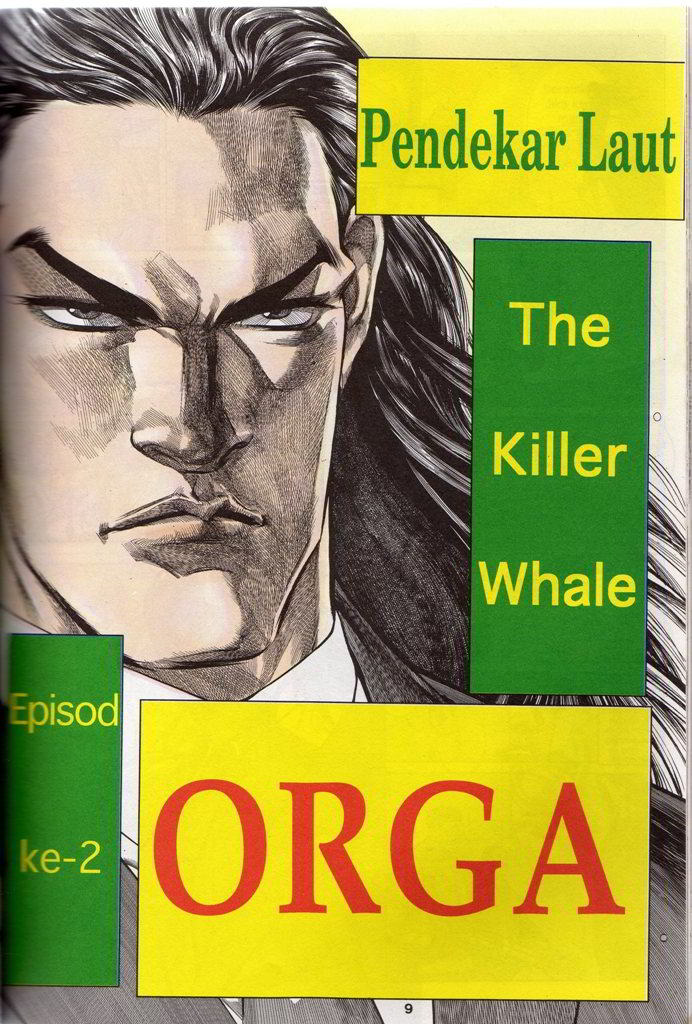 Pendekar Laut
The
Killer
Whale
Episod
ke-2
ORGA
9